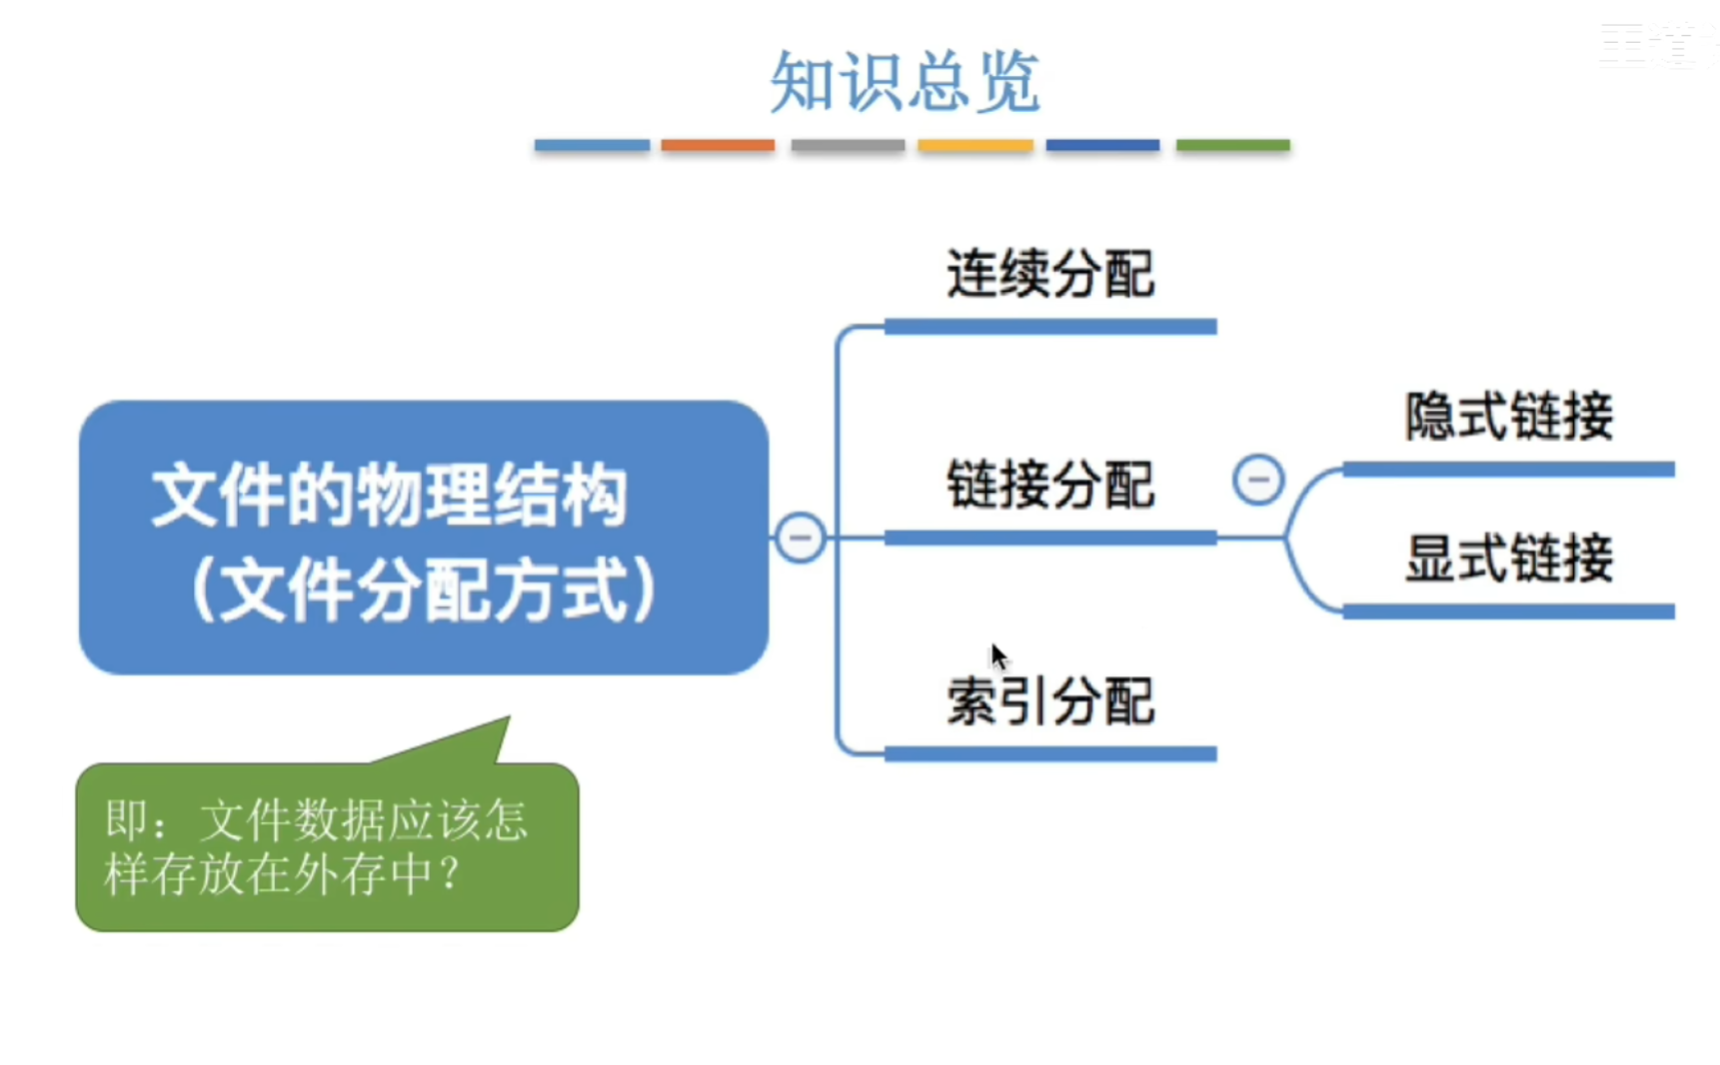 知识总览
连续分配
隐式链接
链接分配
文件的物理结构
（文件分配方式）
显式链接
索引分配
即：文件数据应该怎
样存放在外存中？